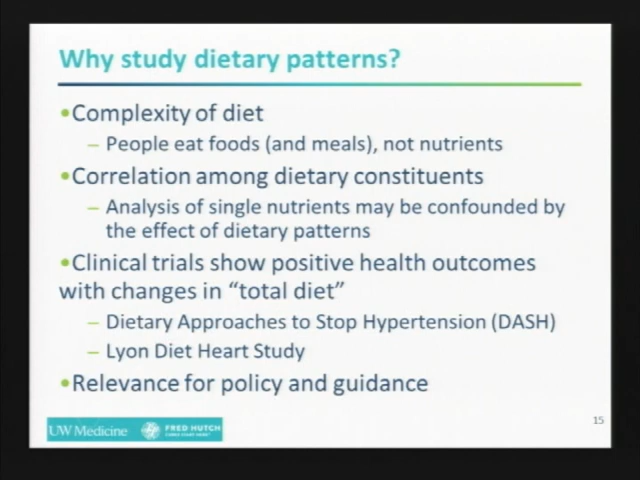 Why study dietary patterns?
•Complexity of diet
– People eat foods (and meals), not nutrients
•Correlation among dietary constituents
– Analysis of single nutrients may be confounded by
the effect of dietary patterns
•Clinical trials show positive health outcomes
with changes in “total diet”
– Dietary Approaches to Stop Hypertension (DASH)
– Lyon Diet Heart Study
•Relevance for policy and guidance
15
UW Medicine
FRED HUTCH